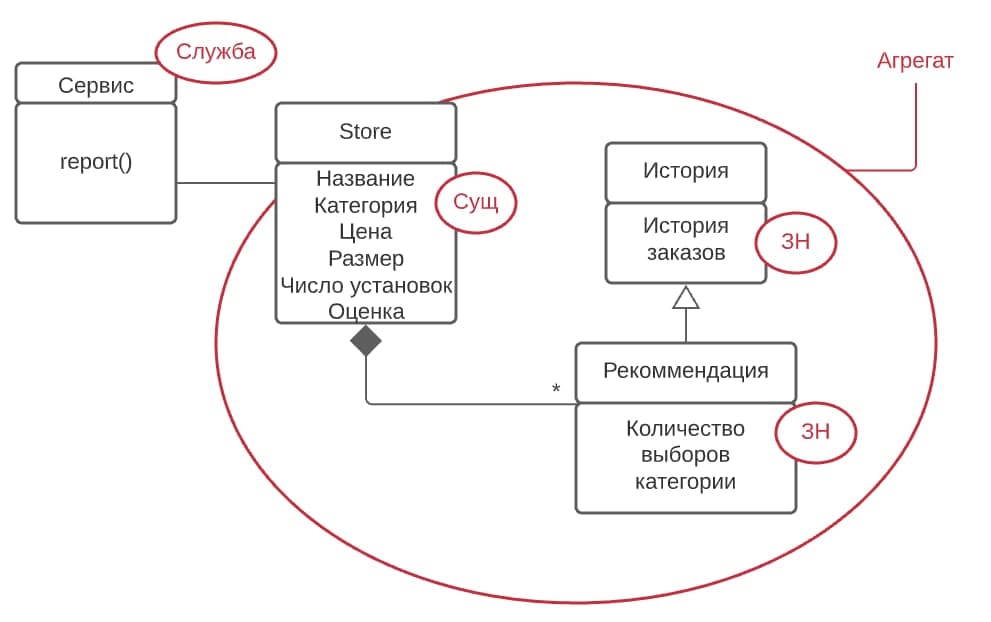 Служба
Сервис
report()
Агрегат
Store
Название
Категория
Цена
Размер
Число установок
Оценка
Сущ
История
История
заказов
ЗН
*
Рекоммендация
Количество
выборов
категории
ЗН